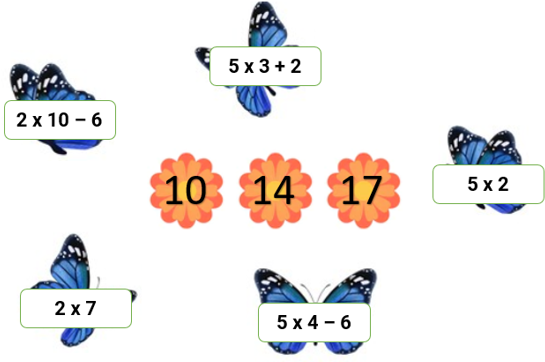 5 x 3 + 2
2 x 10 – 6
5 x 2
10 14 17
2 x 7
5 x 4 – 6